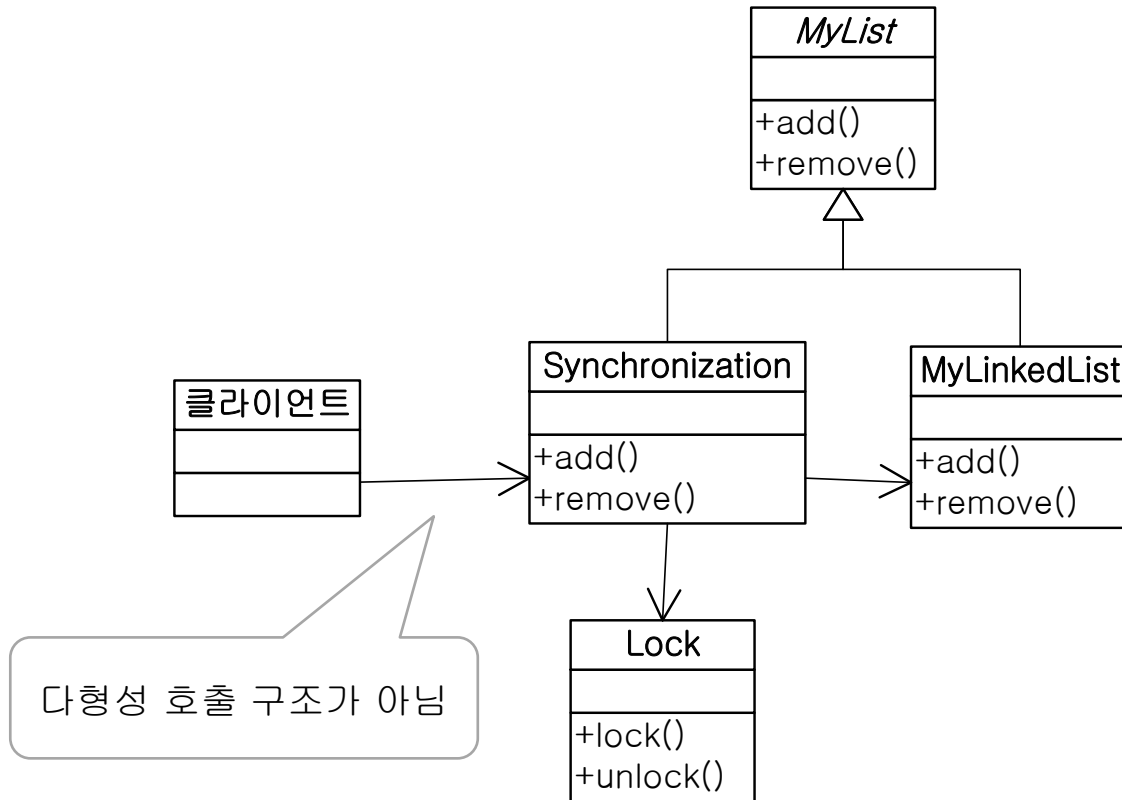 MyList
+add()
+remove()
Synchronization
+add()
+remove()
MyLinkedList
+add()
+remove()
클라이언트
Lock
+lock()
+unlock()
다형성 호출 구조가 아님